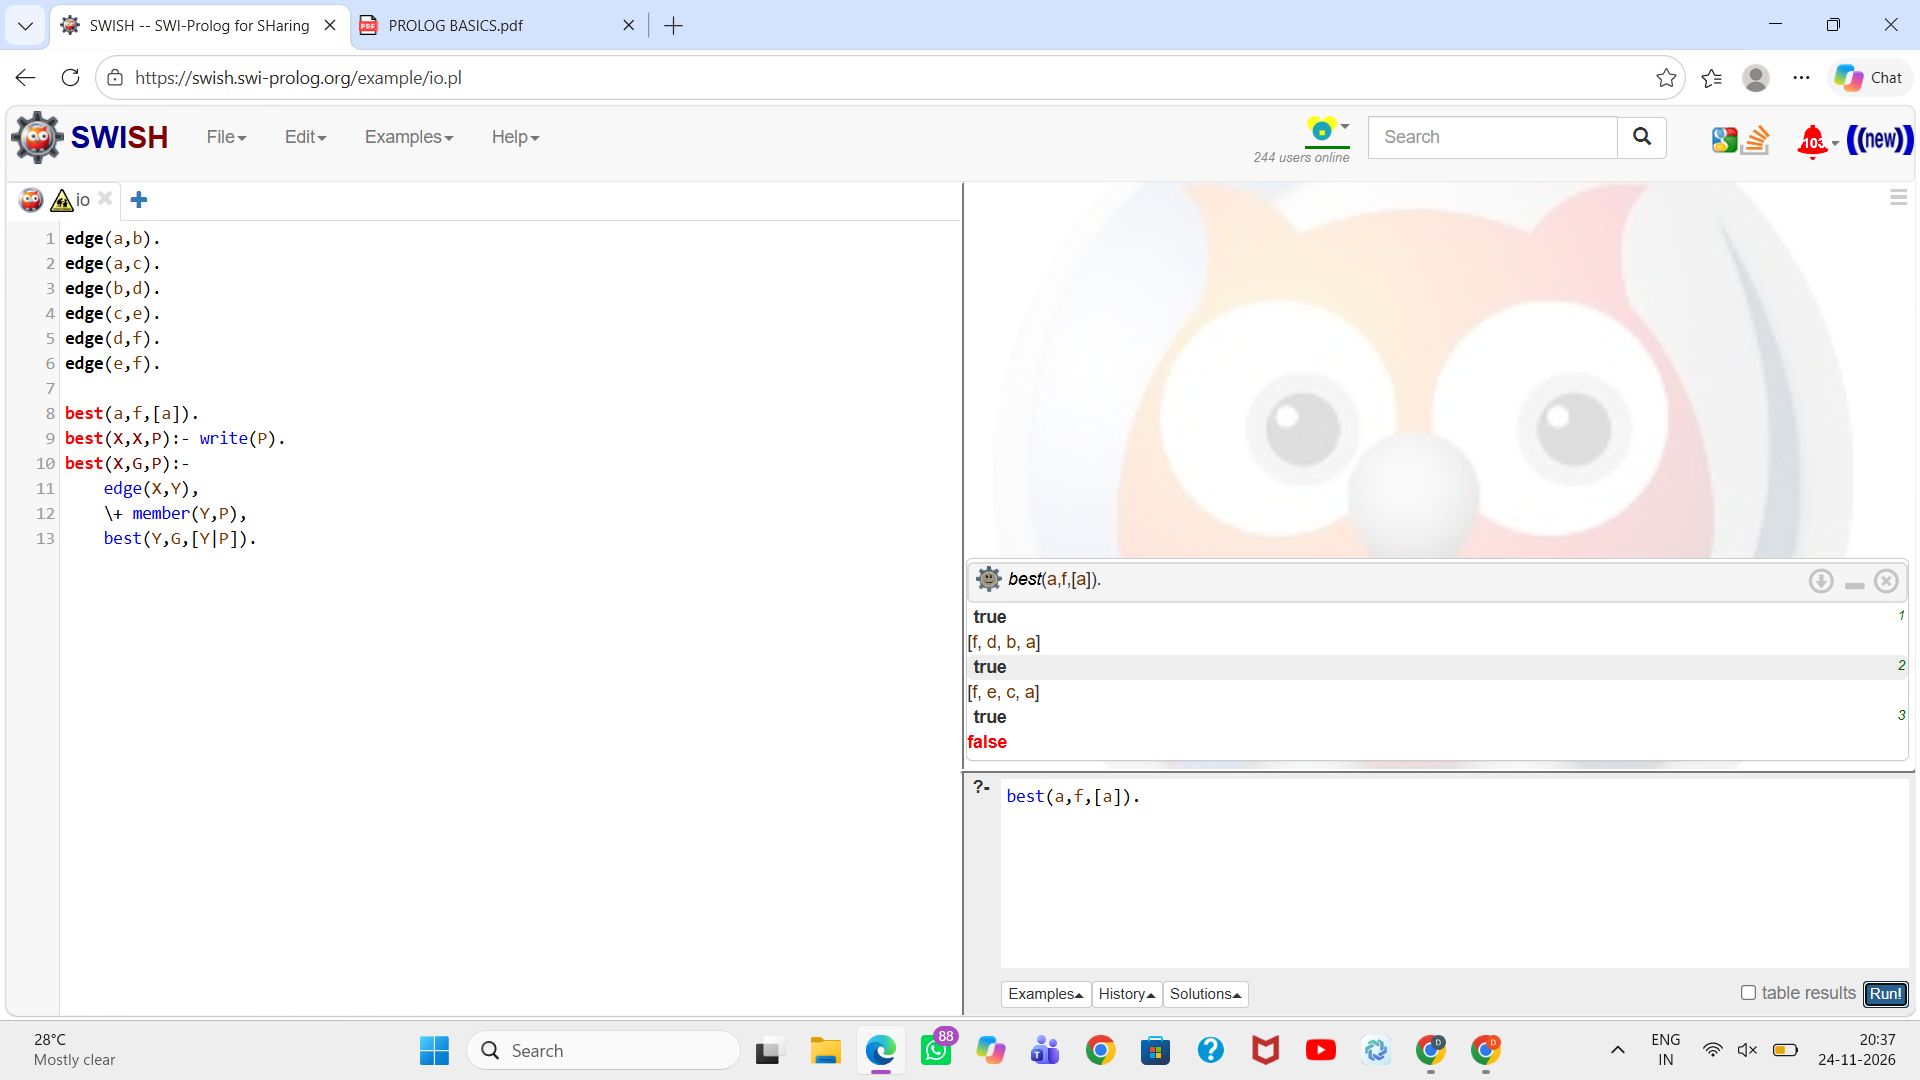 SWISH -- SWI-Prolog for SHaring
PROLOG BASICS.pdf
https://swish.swi-prolog.org/example/io.pl
Chat
SWISH
File
Edit
Examples
Help
244 users online
Search
103
((new))
io
1 edge(a,b).
2 edge(a,c).
3 edge(b,d).
4 edge(c,e).
5 edge(d,f).
6 edge(e,f).
7
8 best(a,f,[a]).
9 best(X,X,P):- write(P).
10 best(X,G,P):-
11 edge(X,Y),
12 \+ member(Y,P),
13 best(Y,G,[Y|P]).
best(a,f,[a]).
true 1
[f, d, b, a]
true 2
[f, e, c, a]
true 3
false
?- best(a,f,[a]).
Examples
History
Solutions
table results
Run!
28°C
Mostly clear
Search
88
ENG
IN
20:37
24-11-2026